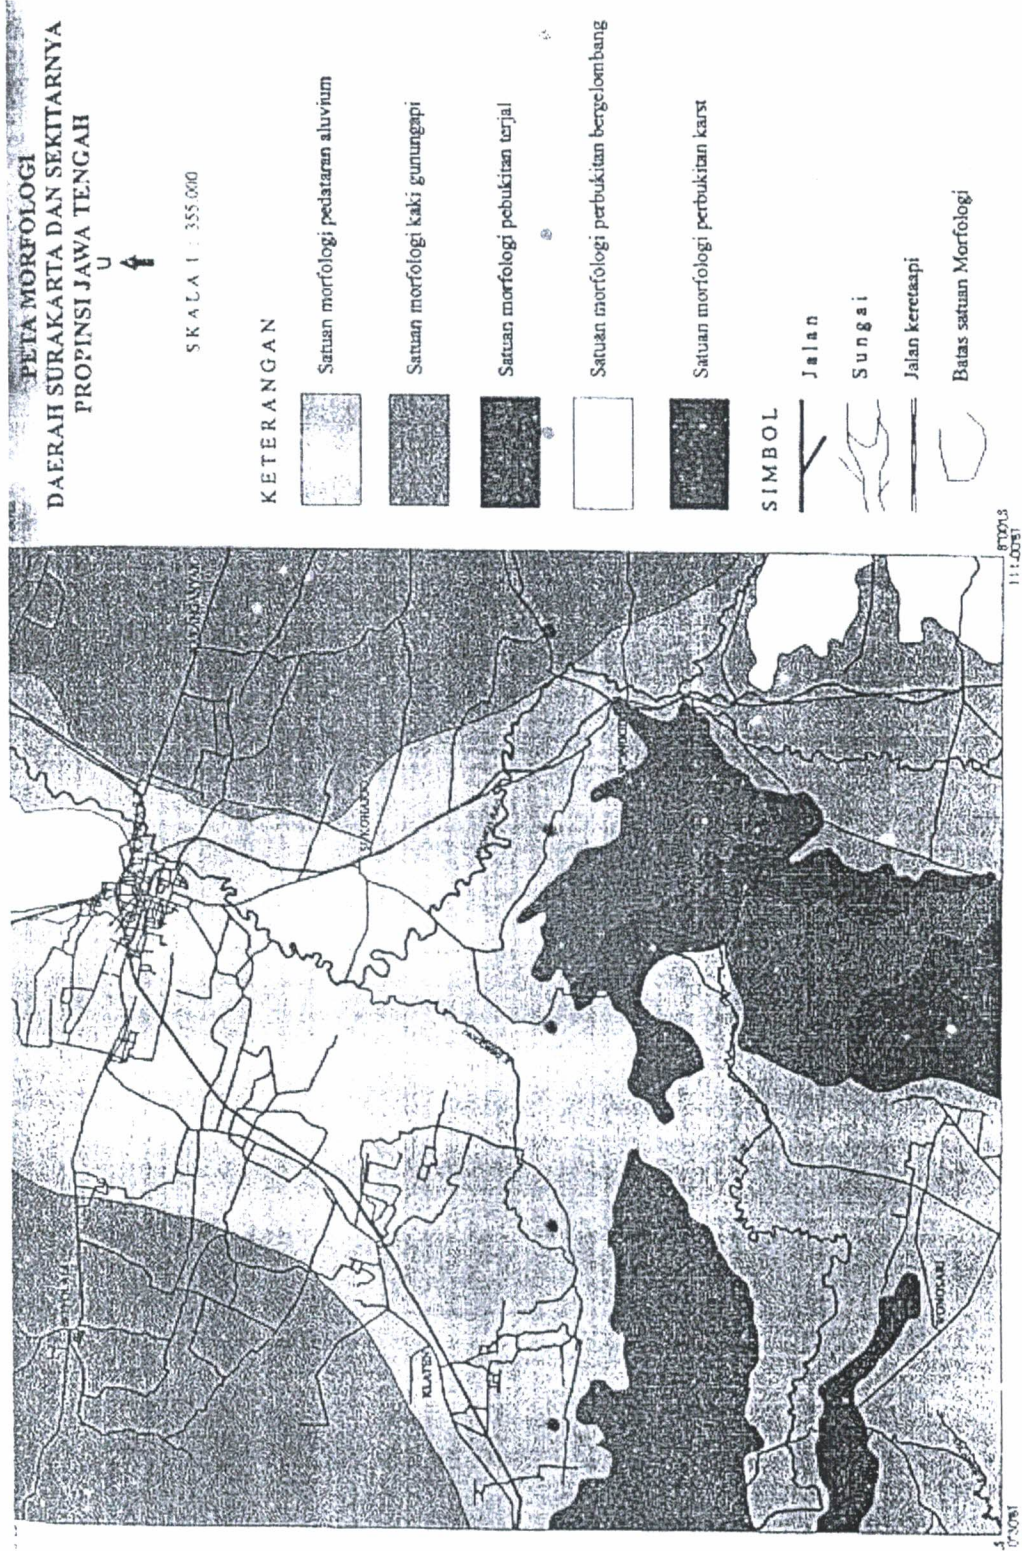 PETA MORFOLOGI
DAERAH SURAKARTA DAN SEKITARNYA
PROPINSI JAWA TENGAH
U
SKALA 1 : 355.000
KETERANGAN
Satuan morfologi pedataran aluvium
Satuan morfologi kaki gunungapi
Satuan morfologi pebukitan terjal
Satuan morfologi perbukitan bergelombang
Satuan morfologi perbukitan karst
SIMBOL
Jalan
Sungai
Jalan keretaapi
Batas satuan Morfologi
KLATEN